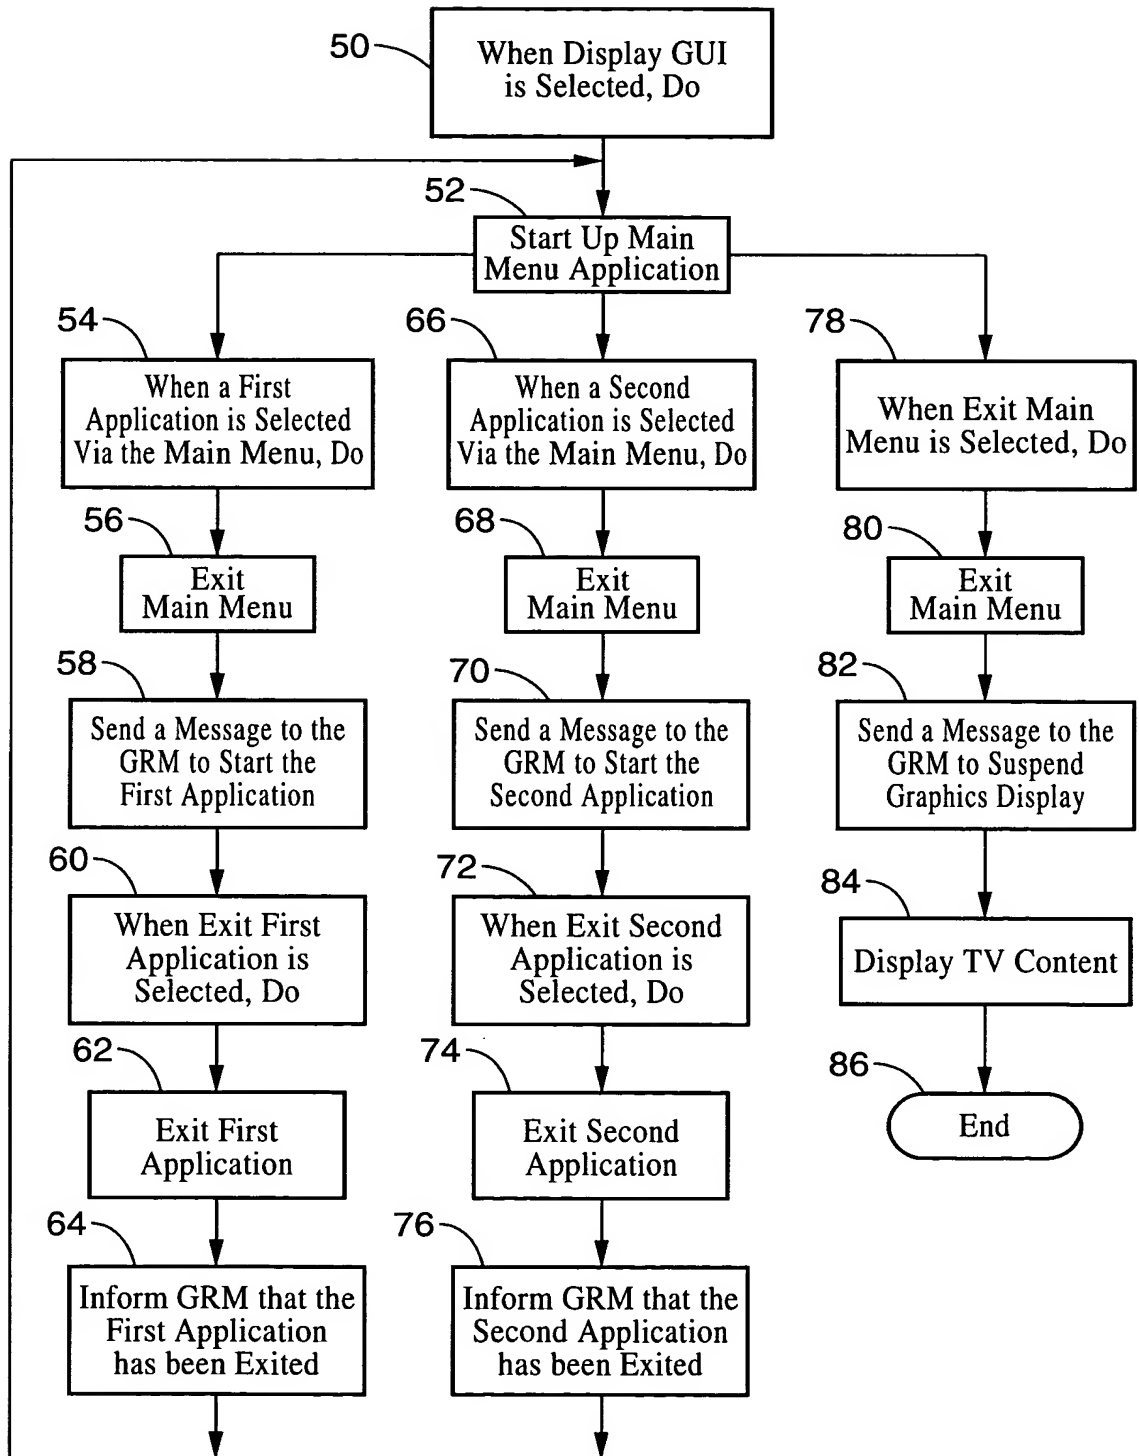 50
When Display GUI
is Selected, Do
52
Start Up Main
Menu Application
54
When a First
Application is Selected
Via the Main Menu, Do
56
Exit
Main Menu
58
Send a Message to the
GRM to Start the
First Application
60
When Exit First
Application is
Selected, Do
62
Exit First
Application
64
Inform GRM that the
First Application
has been Exited
66
When a Second
Application is Selected
Via the Main Menu, Do
68
Exit
Main Menu
70
Send a Message to the
GRM to Start the
Second Application
72
When Exit Second
Application is
Selected, Do
74
Exit Second
Application
76
Inform GRM that the
Second Application
has been Exited
78
When Exit Main
Menu is Selected, Do
80
Exit
Main Menu
82
Send a Message to the
GRM to Suspend
Graphics Display
84
Display TV Content
86
End